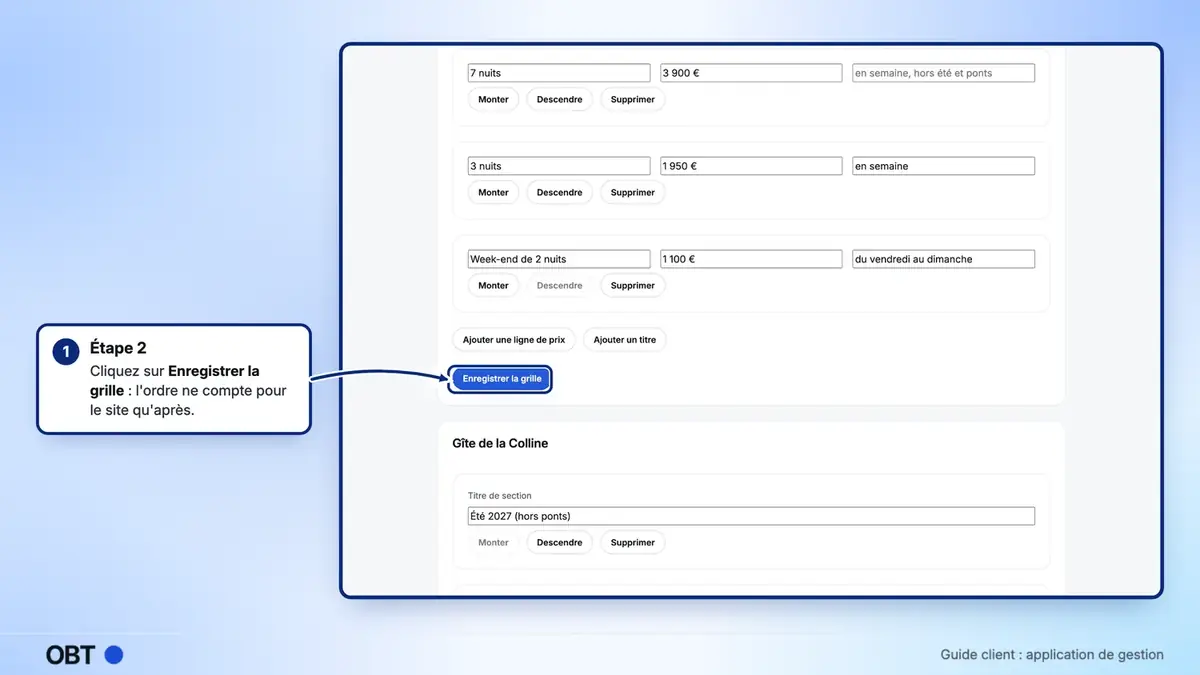 7 nuits
3 900 €
en semaine, hors été et ponts
Monter
Descendre
Supprimer
3 nuits
1 950 €
en semaine
Monter
Descendre
Supprimer
Week-end de 2 nuits
1 100 €
du vendredi au dimanche
Monter
Descendre
Supprimer
Ajouter une ligne de prix
Ajouter un titre
1
Étape 2
Cliquez sur Enregistrer la
grille : l'ordre ne compte pour
le site qu'après.
Enregistrer la grille
Gîte de la Colline
Titre de section
Été 2027 (hors ponts)
Monter
Descendre
Supprimer
OBT
Guide client : application de gestion